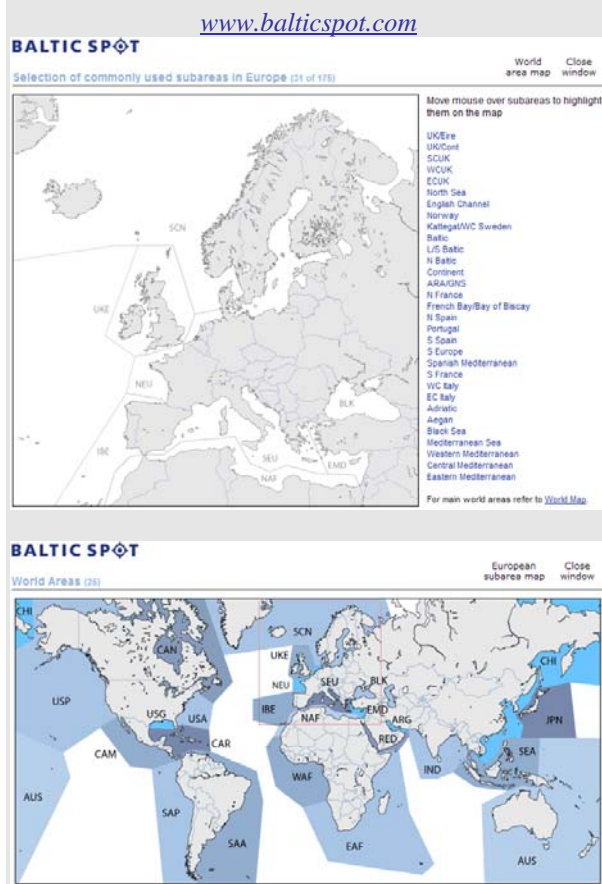 www.balticspot.com
BALTIC SPOT
World area map
Close window
Selection of commonly used subareas in Europe (31 of 175)
Move mouse over subareas to highlight
them on the map
UK/Eire
UK/Cont
SCUK
WCUK
ECUK
North Sea
English Channel
Norway
Kattegat/WC Sweden
Baltic
L/S Baltic
N Baltic
Continent
ARA/GNS
N France
French Bay/Bay of Biscay
N Spain
Portugal
S Spain
S Europe
Spanish Mediterranean
S France
WC Italy
EC Italy
Adriatic
Aegan
Black Sea
Mediterranean Sea
Western Mediterranean
Central Mediterranean
Eastern Mediterranean
For main world areas refer to World Map.
SCN
UKE
NEU
BLK
IBE
SEU
EMD
NAF
BALTIC SPOT
European subarea map
Close window
World Areas (25)
CHI
SCN
CAN
UKE
CHI
NEU
SEU
BLK
USP
USG
USA
IBE
EMD
JPN
NAF
ARG
CAR
RED
SEA
CAM
IND
WAF
AUS
SAP
SAA
EAF
AUS